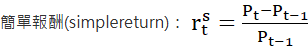 簡單報酬(simplereturn)： r_t^s = (P_t−P_{t−1})/P_{t−1}